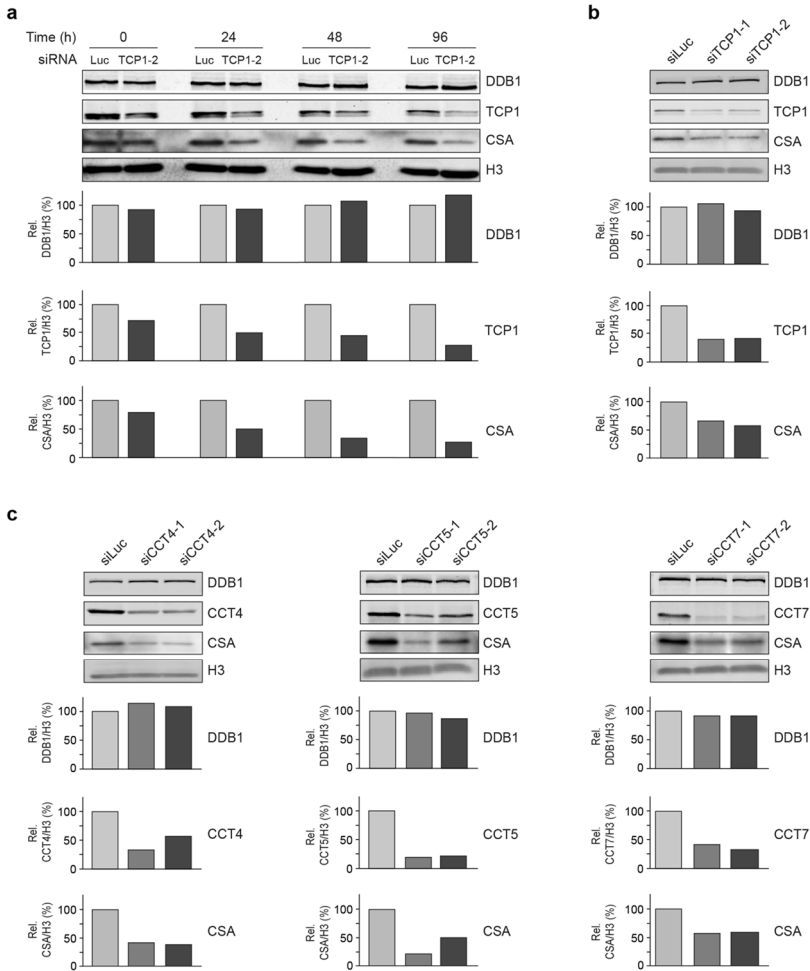 a
Time (h) 0 24 48 96
siRNA Luc TCP1-2 Luc TCP1-2 Luc TCP1-2 Luc TCP1-2
DDB1
TCP1
CSA
H3
Rel. DDB1/H3 (%)
100
50
0
DDB1
Rel. TCP1/H3 (%)
100
50
0
TCP1
Rel. CSA/H3 (%)
100
50
0
CSA
b
siLuc siTCP1-1 siTCP1-2
DDB1
TCP1
CSA
H3
Rel. DDB1/H3 (%)
100
50
0
DDB1
Rel. TCP1/H3 (%)
100
50
0
TCP1
Rel. CSA/H3 (%)
100
50
0
CSA
c
siLuc siCCT4-1 siCCT4-2
DDB1
CCT4
CSA
H3
Rel. DDB1/H3 (%)
100
50
0
DDB1
Rel. CCT4/H3 (%)
100
50
0
CCT4
Rel. CSA/H3 (%)
100
50
0
CSA
siLuc siCCT5-1 siCCT5-2
DDB1
CCT5
CSA
H3
Rel. DDB1/H3 (%)
100
50
0
DDB1
Rel. CCT5/H3 (%)
100
50
0
CCT5
Rel. CSA/H3 (%)
100
50
0
CSA
siLuc siCCT7-1 siCCT7-2
DDB1
CCT7
CSA
H3
Rel. DDB1/H3 (%)
100
50
0
DDB1
Rel. CCT7/H3 (%)
100
50
0
CCT7
Rel. CSA/H3 (%)
100
50
0
CSA